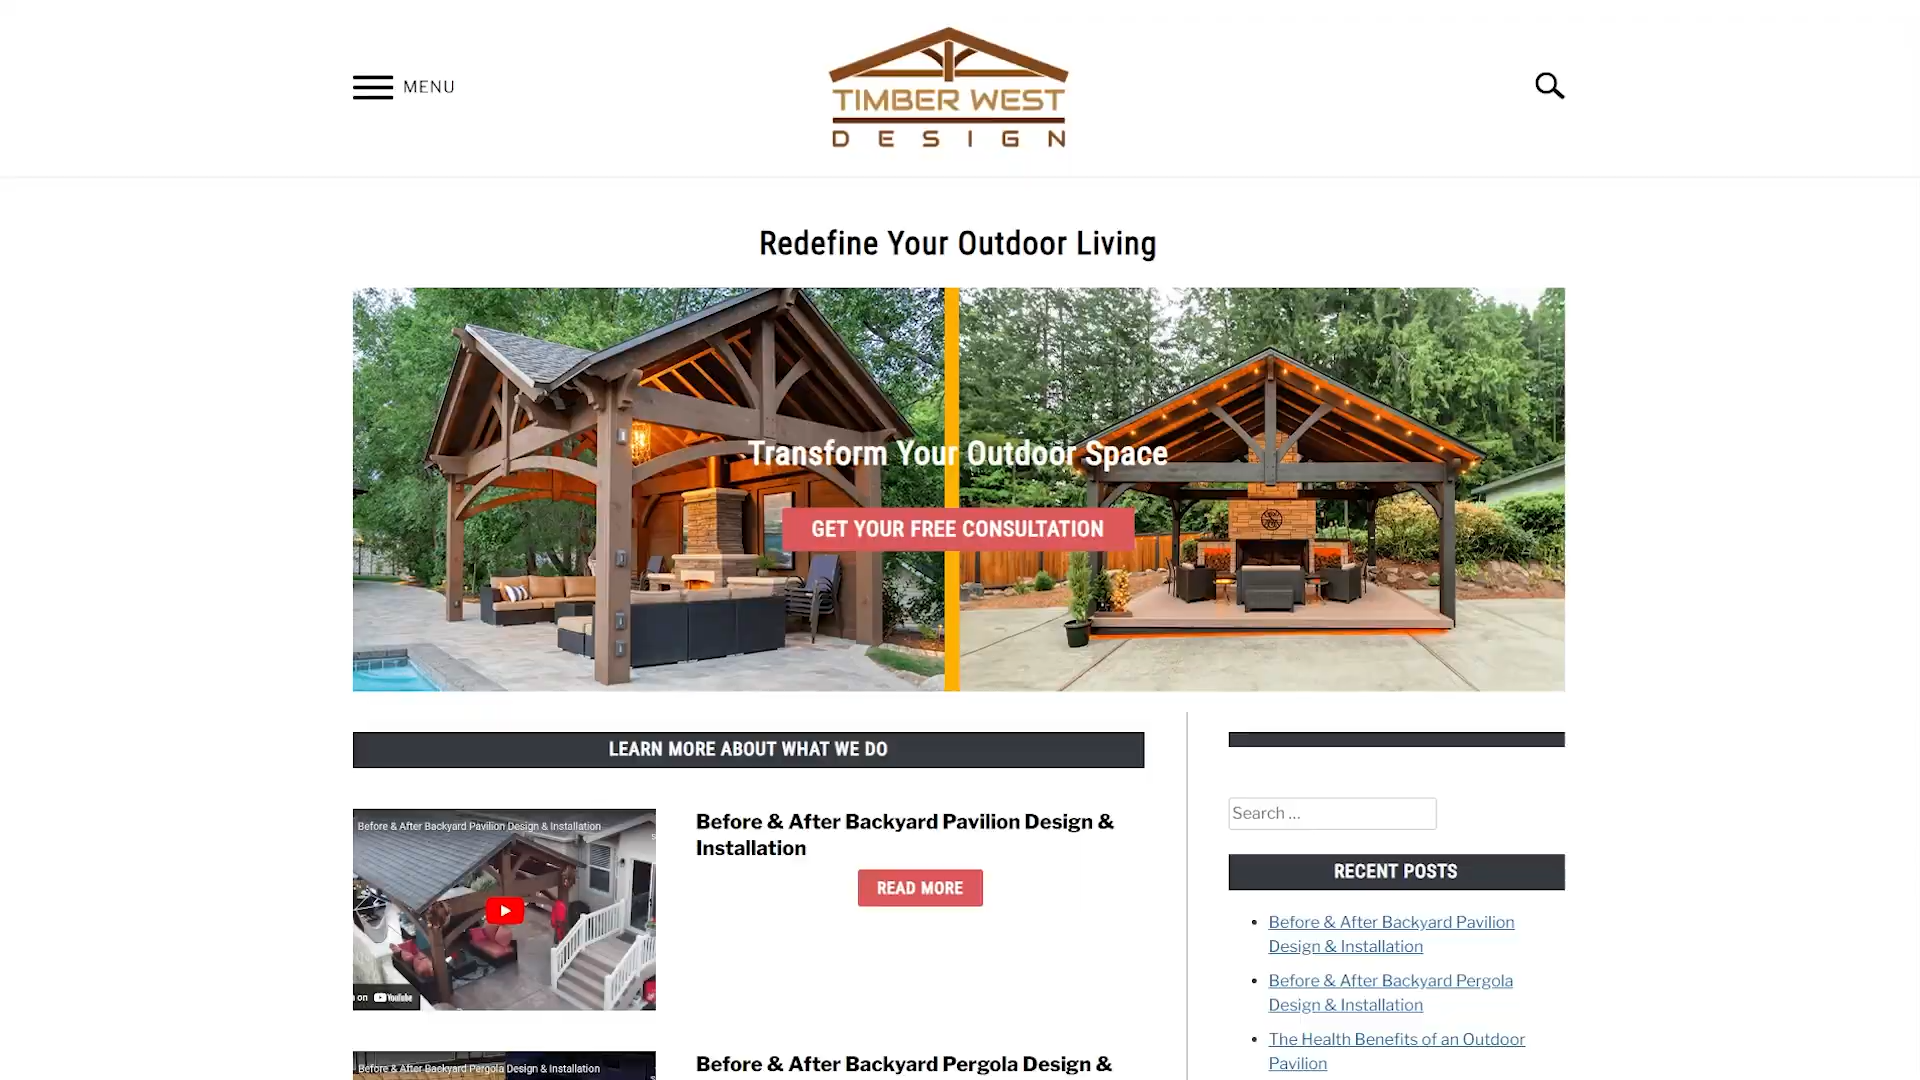 MENU
TIMBER WEST
DESIGN
Redefine Your Outdoor Living
Transform Your Outdoor Space
GET YOUR FREE CONSULTATION
LEARN MORE ABOUT WHAT WE DO
Before & After Backyard Pavilion Design & Installation
on YouTube
Before & After Backyard Pavilion Design &
Installation
READ MORE
Before & After Backyard Pergola Design & Installation
Before & After Backyard Pergola Design &
Search ...
RECENT POSTS
Before & After Backyard Pavilion
Design & Installation
Before & After Backyard Pergola
Design & Installation
The Health Benefits of an Outdoor
Pavilion